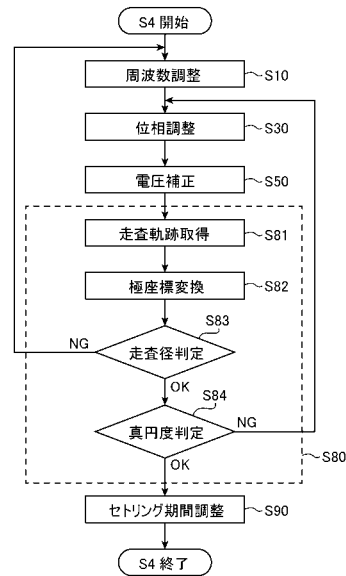 S4 開始
周波数調整 S10
位相調整 S30
電圧補正 S50
走査軌跡取得 S81
極座標変換 S82
S83
NG 走査径判定
OK
S84
真円度判定 NG
OK
S80
セトリング期間調整 S90
S4 終了